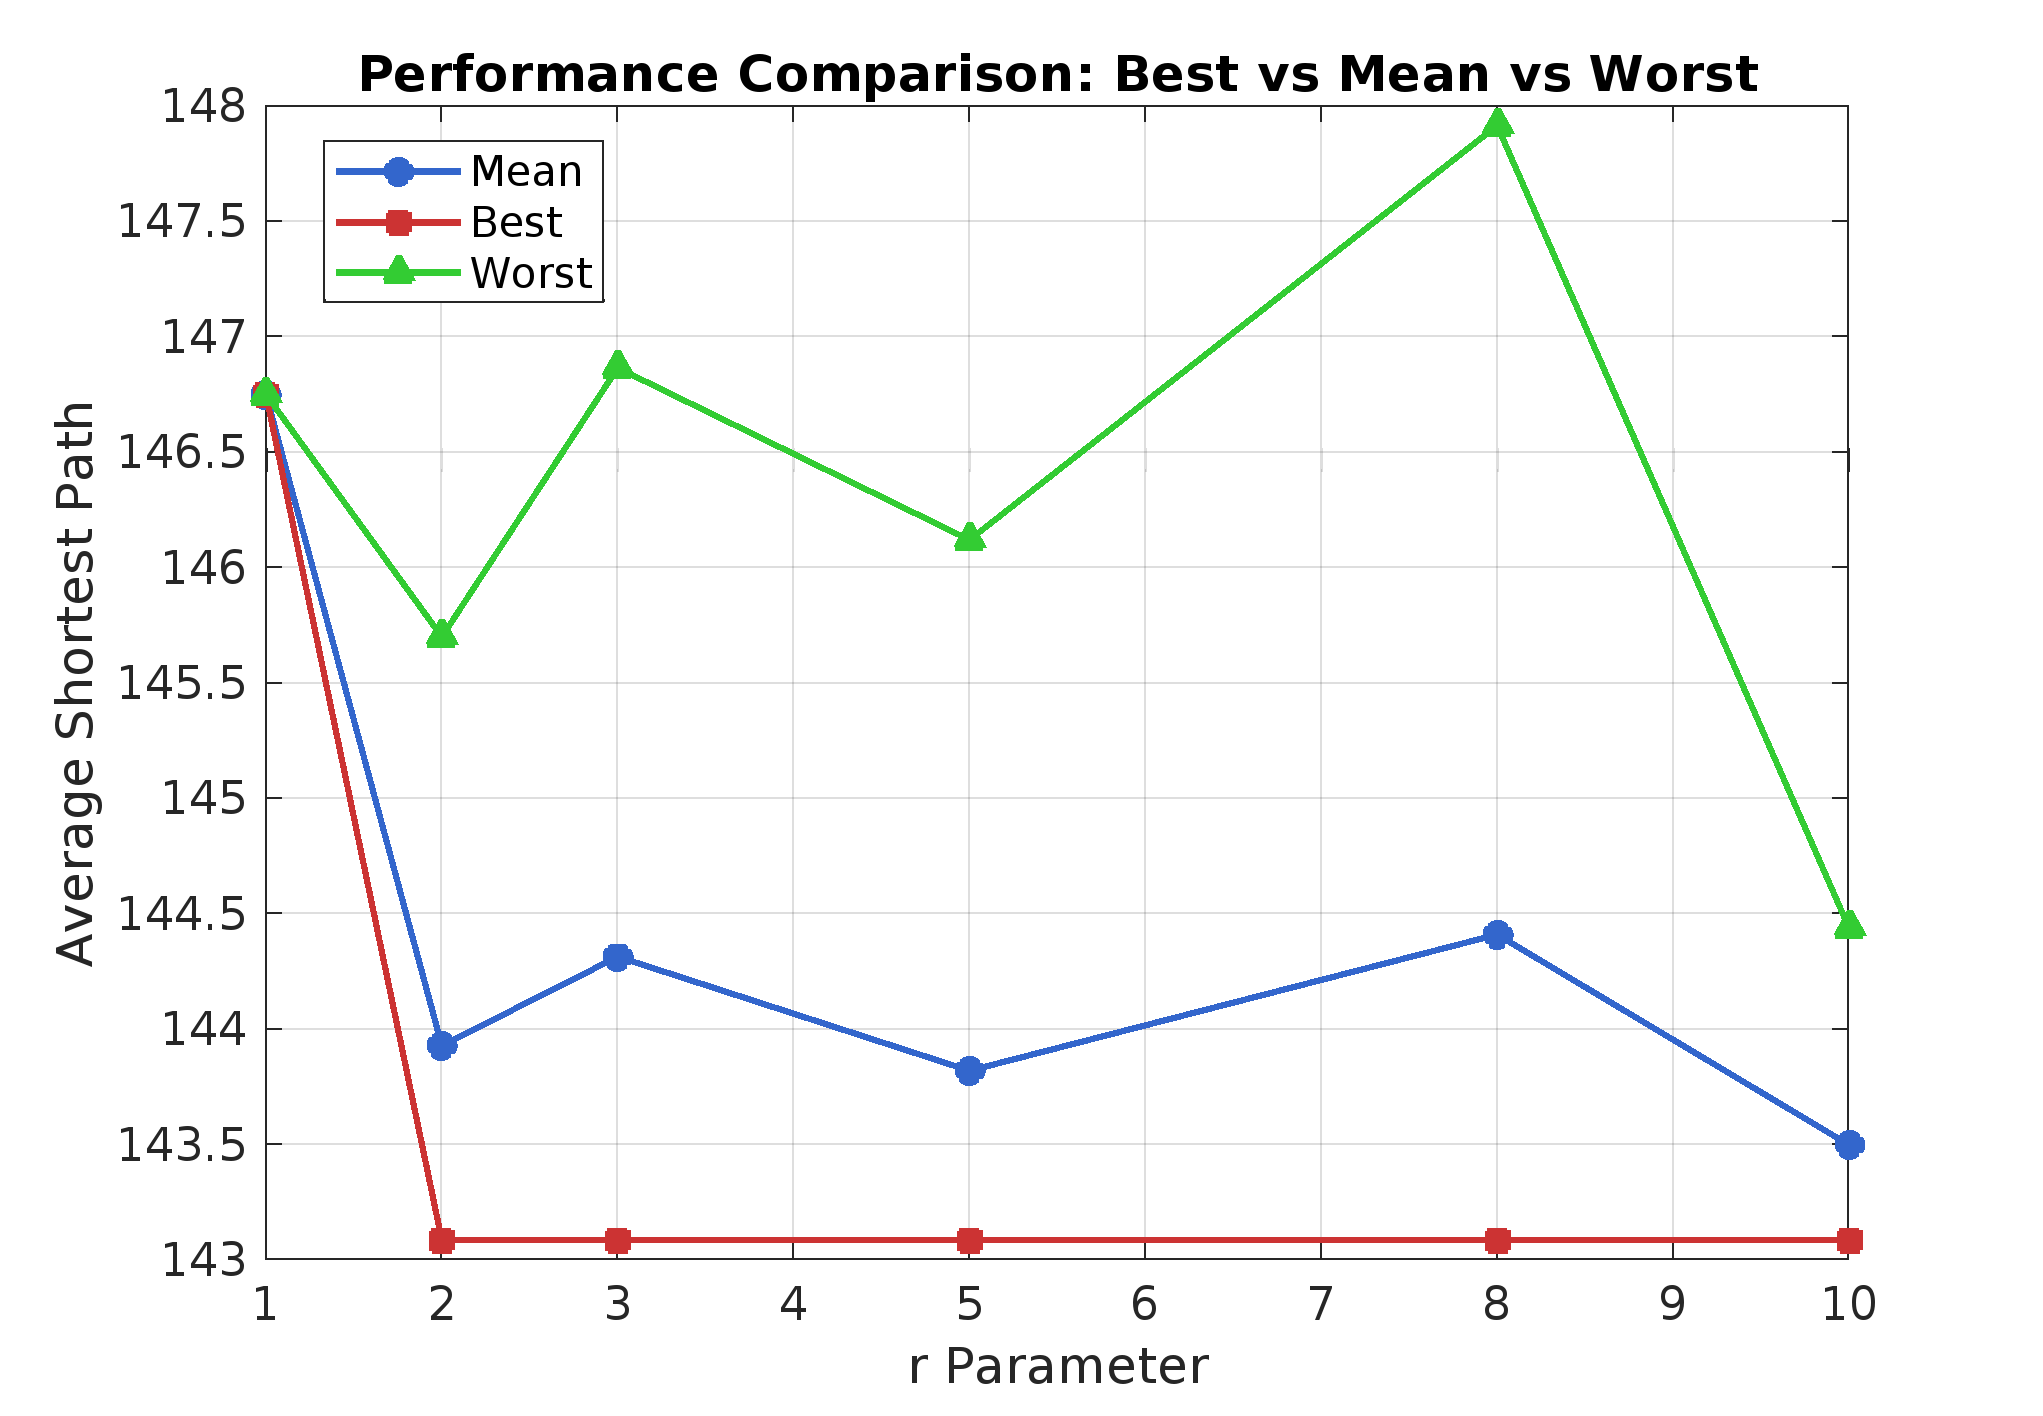 Performance Comparison: Best vs Mean vs Worst
Mean
Best
Worst
148
147.5
147
146.5
146
145.5
145
144.5
144
143.5
143
Average Shortest Path
1 2 3 4 5 6 7 8 9 10
r Parameter